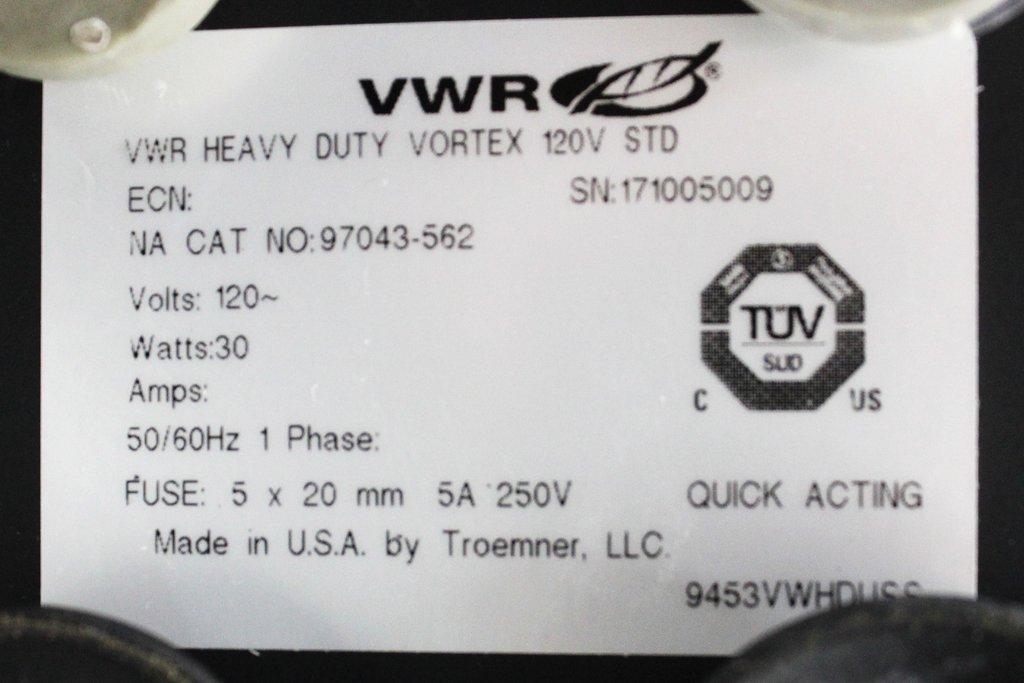 VWR®
VWR HEAVY DUTY VORTEX 120V STD
ECN: SN:171005009
NA CAT NO:97043-562
Volts: 120~
Watts:30
Amps:
50/60Hz 1 Phase:
TÜV
SUD
C US
FUSE: 5 x 20 mm 5A 250V QUICK ACTING
Made in U.S.A. by Troemner, LLC.